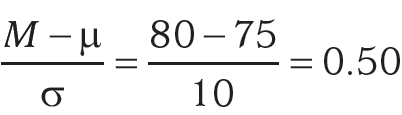 (M − μ) / σ = (80 − 75) / 10 = 0.50